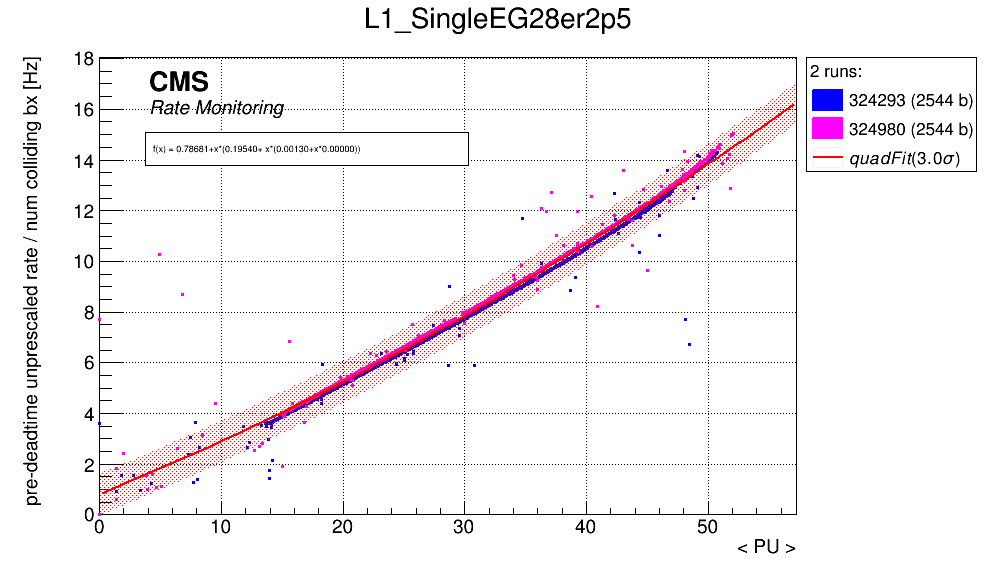 L1_SingleEG28er2p5
pre-deadtime unprescaled rate / num colliding bx [Hz]
18
16
14
12
10
8
6
4
2
0
CMS
Rate Monitoring
f(x) = 0.78681+x*(0.19540+ x*(0.00130+x*0.00000))
2 runs:
324293 (2544 b)
324980 (2544 b)
quadFit(3.0σ)
0 10 20 30 40 50
< PU >